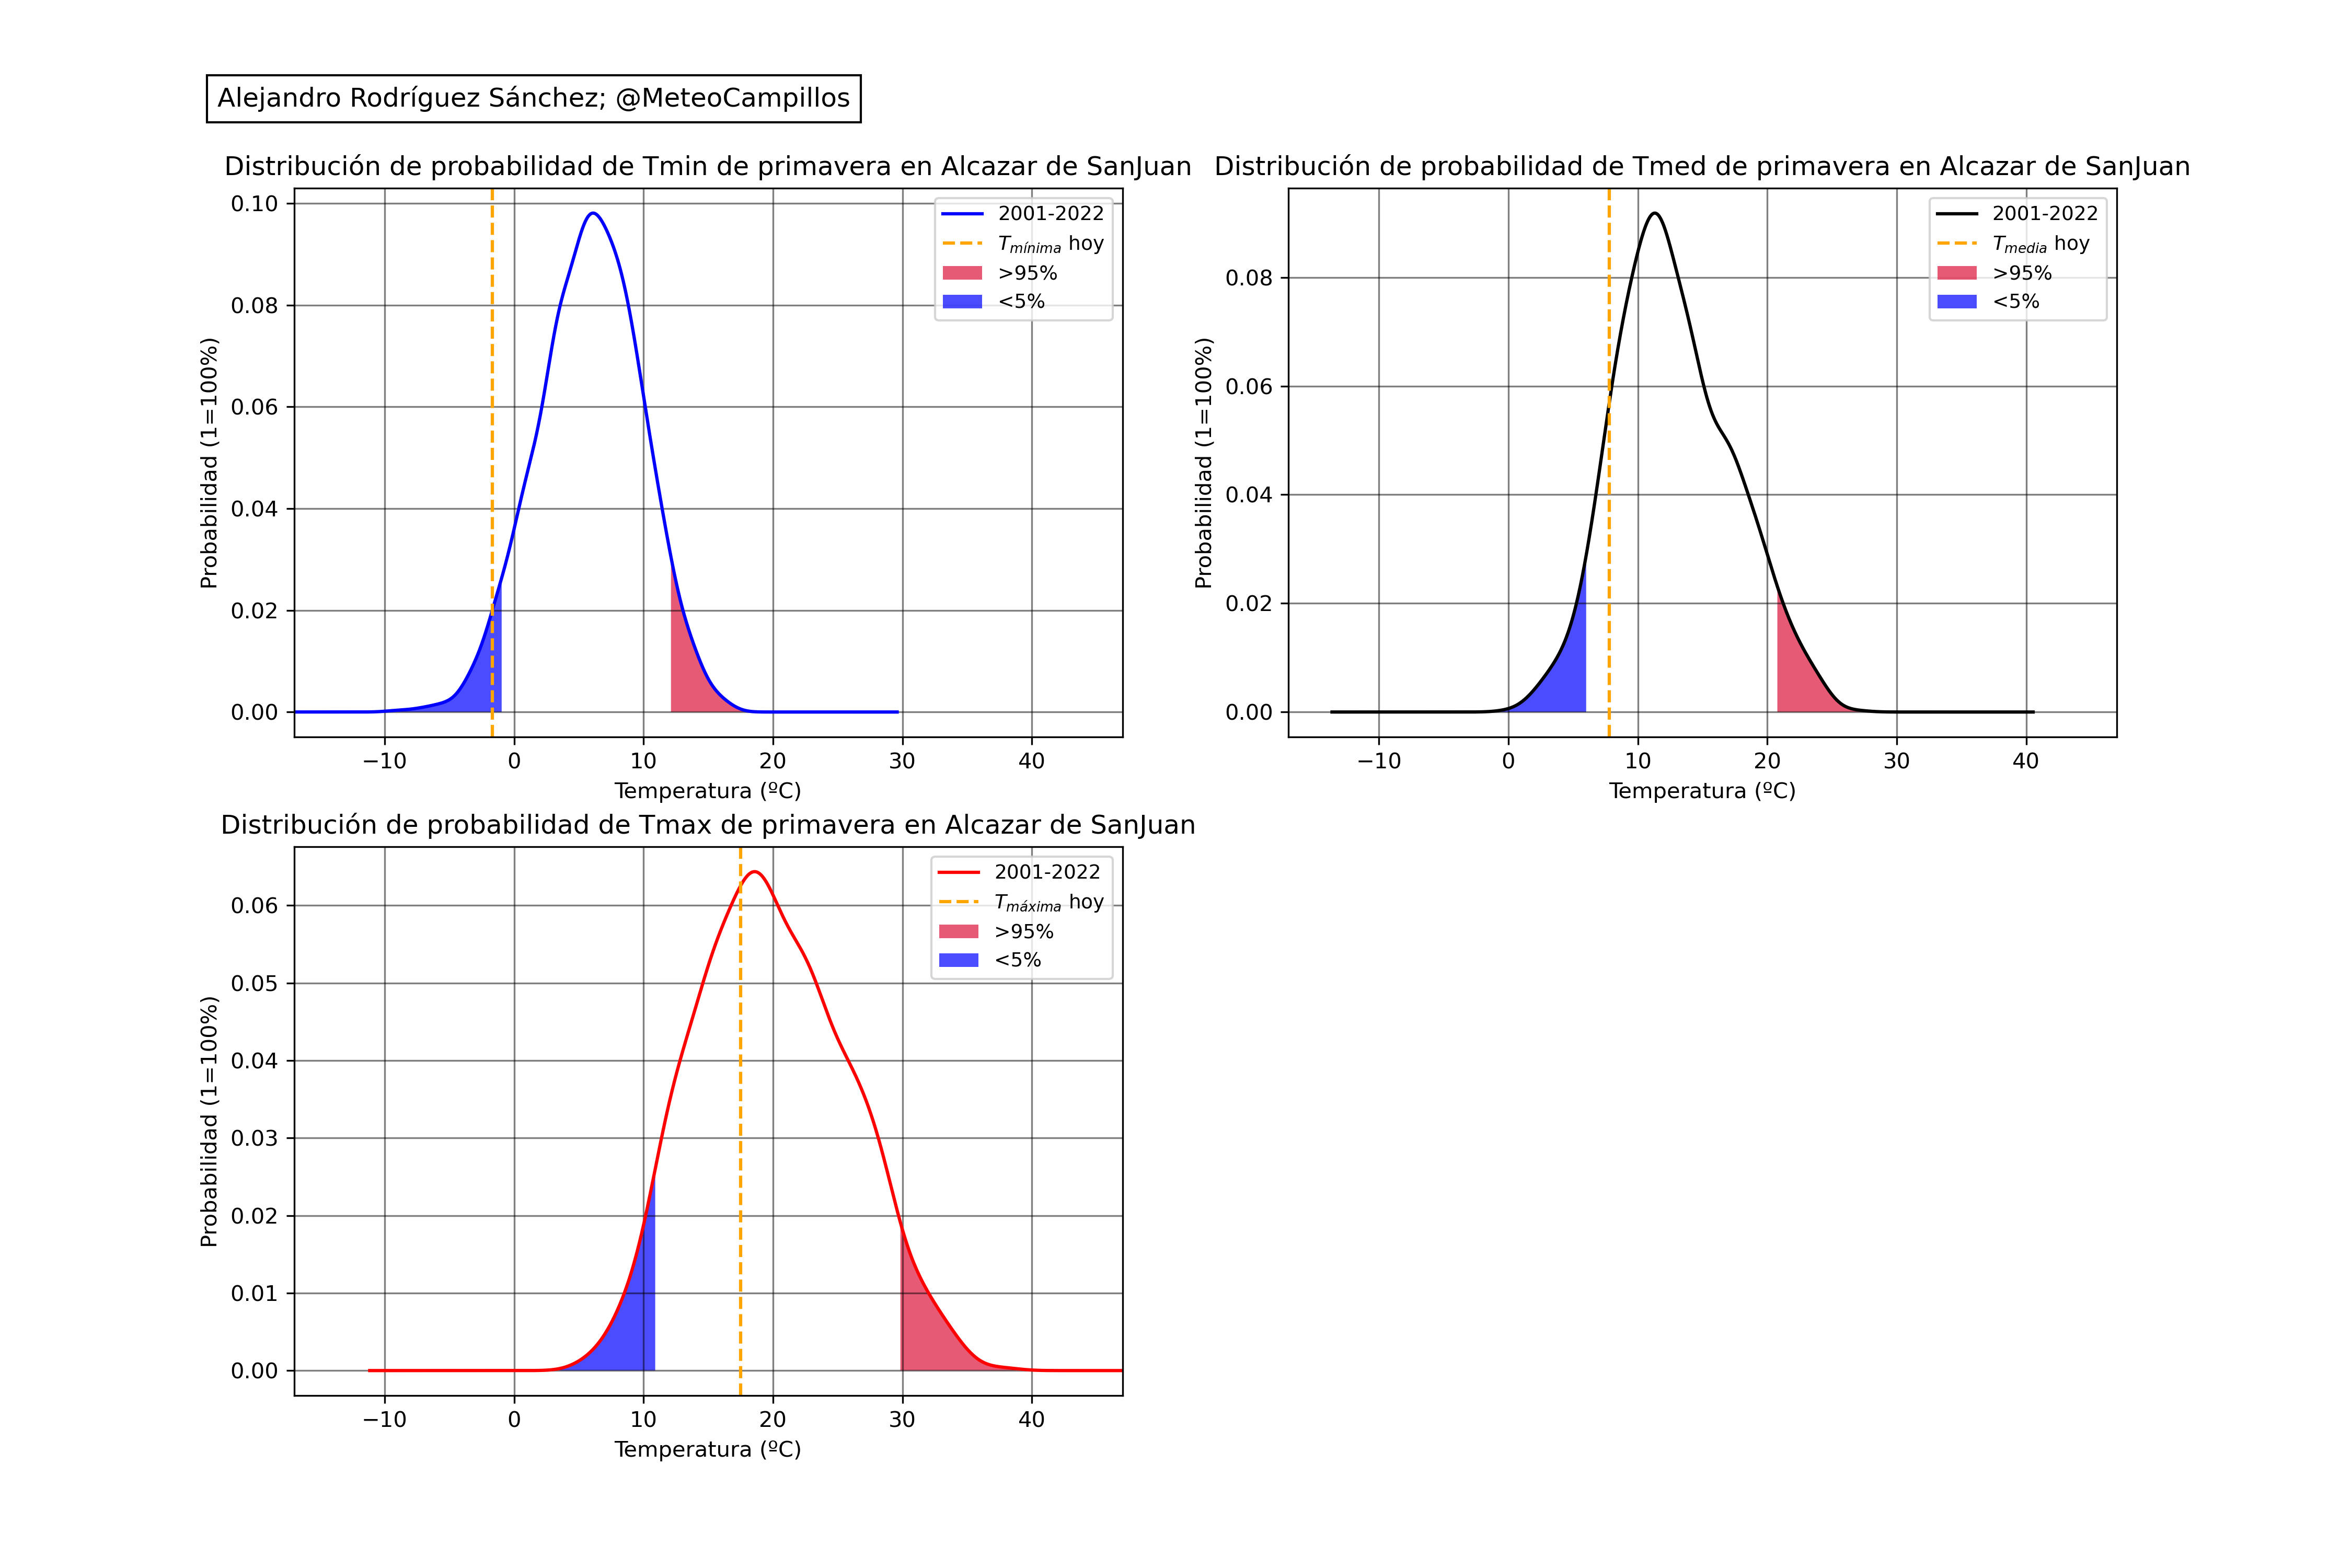 Alejandro Rodríguez Sánchez; @MeteoCampillos
Distribución de probabilidad de Tmin de primavera en Alcazar de SanJuan
Probabilidad (1=100%)
0.10
0.08
0.06
0.04
0.02
0.00
2001-2022
Tmínima hoy
>95%
<5%
−10 0 10 20 30 40
Temperatura (ºC)
Distribución de probabilidad de Tmed de primavera en Alcazar de SanJuan
Probabilidad (1=100%)
0.08
0.06
0.04
0.02
0.00
2001-2022
Tmedia hoy
>95%
<5%
−10 0 10 20 30 40
Temperatura (ºC)
Distribución de probabilidad de Tmax de primavera en Alcazar de SanJuan
Probabilidad (1=100%)
0.06
0.05
0.04
0.03
0.02
0.01
0.00
2001-2022
Tmáxima hoy
>95%
<5%
−10 0 10 20 30 40
Temperatura (ºC)